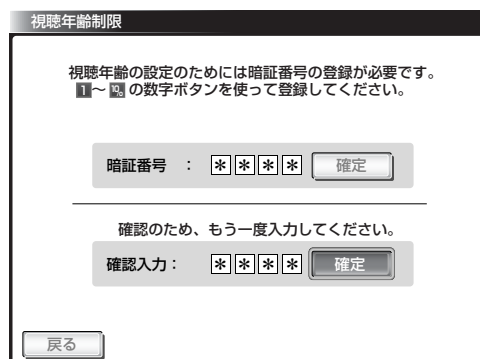 視聴年齢制限
視聴年齢の設定のためには暗証番号の登録が必要です。
1～10の数字ボタンを使って登録してください。
暗証番号 ： ＊＊＊＊ 確定
確認のため、もう一度入力してください。
確認入力： ＊＊＊＊ 確定
戻る